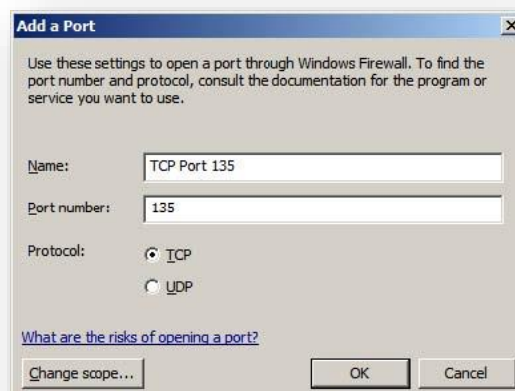 Add a Port
Use these settings to open a port through Windows Firewall. To find the
port number and protocol, consult the documentation for the program or
service you want to use.
Name: TCP Port 135
Port number: 135
Protocol: TCP
UDP
What are the risks of opening a port?
Change scope... OK Cancel